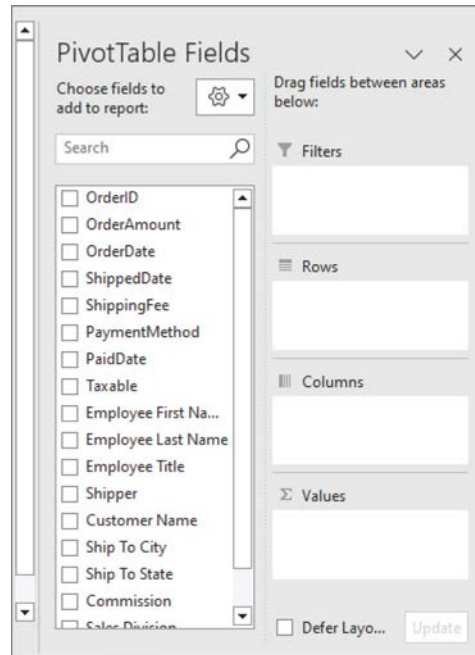 PivotTable Fields
Choose fields to
add to report:
Search
OrderID
OrderAmount
OrderDate
ShippedDate
ShippingFee
PaymentMethod
PaidDate
Taxable
Employee First Na...
Employee Last Name
Employee Title
Shipper
Customer Name
Ship To City
Ship To State
Commission
Sales Division
Drag fields between areas
below:
Filters
Rows
Columns
Σ Values
Defer Layo...
Update